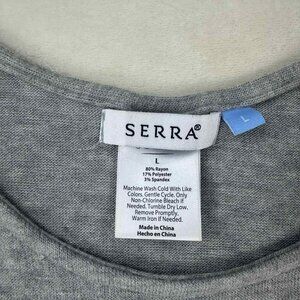 SERRA®
L
L
80% Rayon
17% Polyester
3% Spandex
Machine Wash Cold With Like
Colors, Gentle Cycle, Only
Non-Chlorine Bleach if
Needed. Tumble Dry Low,
Remove Promptly,
Warm Iron if Needed.
Made in China
Hecho en China